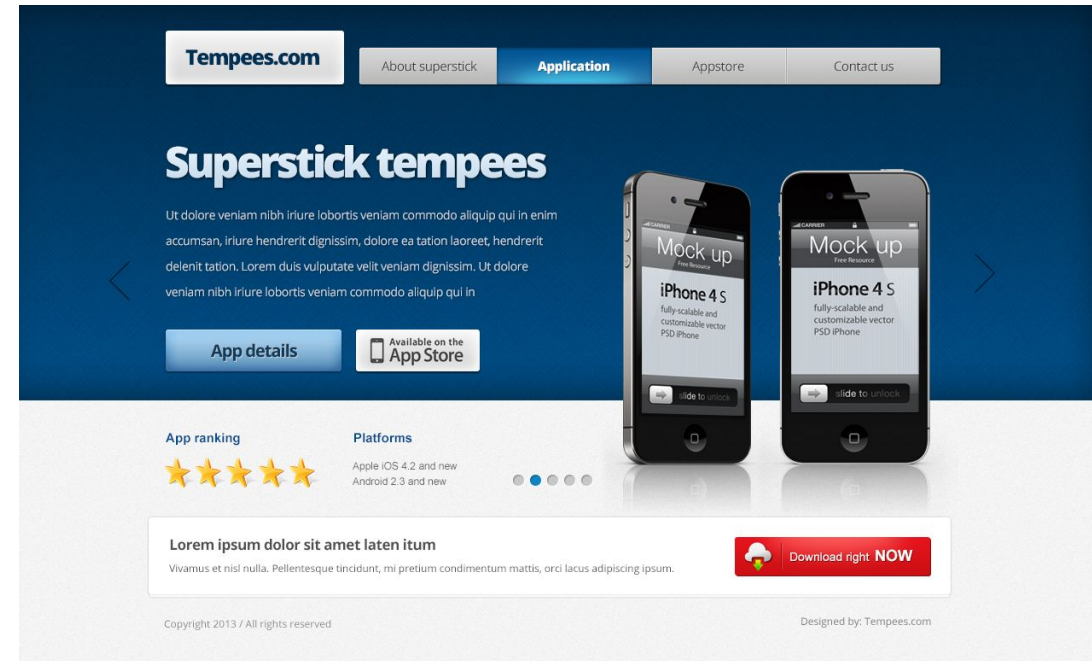 Tempees.com
About superstick
Application
Appstore
Contact us
Superstick tempees
Ut dolore veniam nibh iriure lobortis veniam commodo aliquip qui in enim
accumsan, iriure hendrerit dignissim, dolore ea tation laoreet, hendrerit
delenit tation. Lorem duis vulputate velit veniam dignissim. Ut dolore
veniam nibh iriure lobortis veniam commodo aliquip qui in
App details
Available on the
App Store
CARRIER
Mock up
Free Resource
iPhone 4 S
fully-scalable and
customizable vector
PSD iPhone
slide to unlock
CARRIER
Mock up
Free Resource
iPhone 4 S
fully-scalable and
customizable vector
PSD iPhone
slide to unlock
App ranking
Platforms
Apple iOS 4.2 and new
Android 2.3 and new
Lorem ipsum dolor sit amet laten itum
Vivamus et nisl nulla. Pellentesque tincidunt, mi pretium condimentum mattis, orci lacus adipiscing ipsum.
Download right NOW
Copyright 2013 / All rights reserved
Designed by: Tempees.com